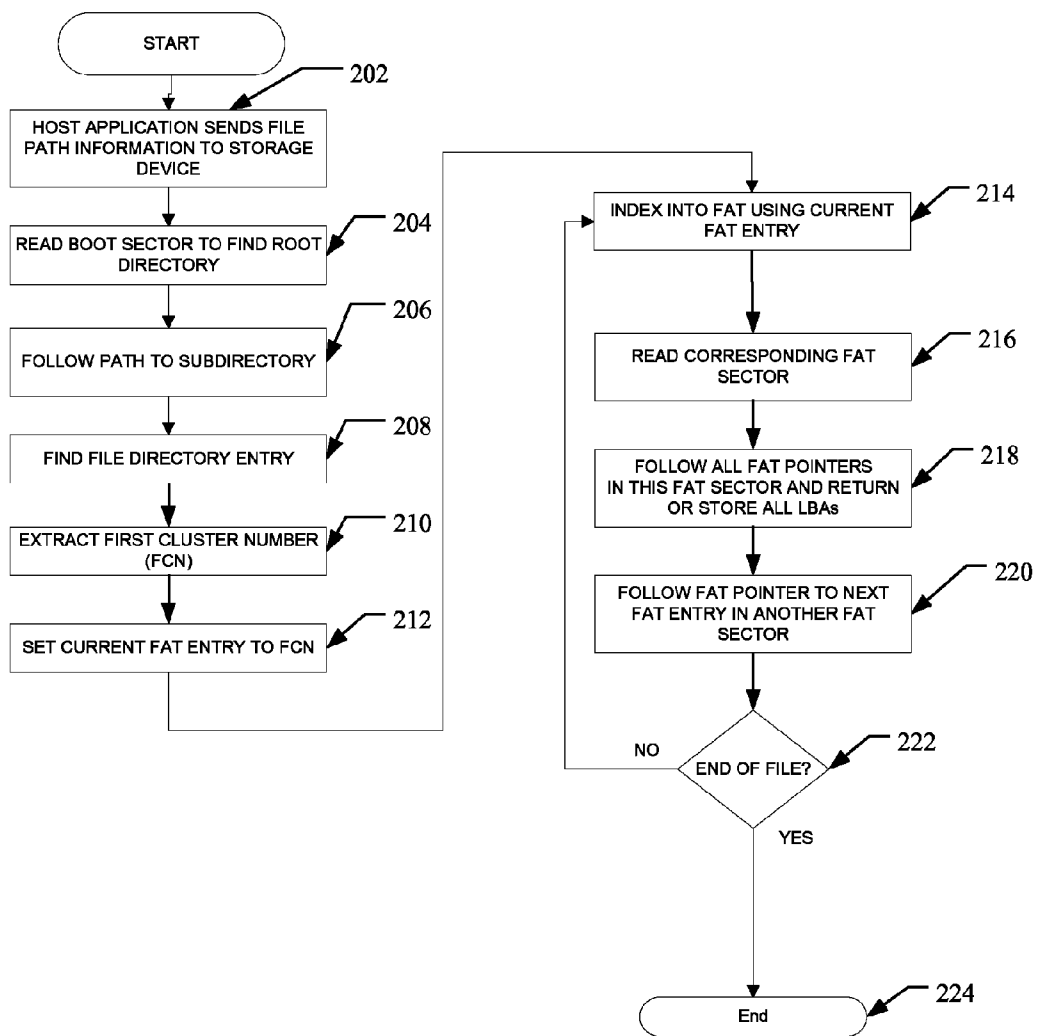 START
202
HOST APPLICATION SENDS FILE
PATH INFORMATION TO STORAGE
DEVICE
204
READ BOOT SECTOR TO FIND ROOT
DIRECTORY
206
FOLLOW PATH TO SUBDIRECTORY
208
FIND FILE DIRECTORY ENTRY
210
EXTRACT FIRST CLUSTER NUMBER
(FCN)
212
SET CURRENT FAT ENTRY TO FCN
214
INDEX INTO FAT USING CURRENT
FAT ENTRY
216
READ CORRESPONDING FAT
SECTOR
218
FOLLOW ALL FAT POINTERS
IN THIS FAT SECTOR AND RETURN
OR STORE ALL LBAs
220
FOLLOW FAT POINTER TO NEXT
FAT ENTRY IN ANOTHER FAT
SECTOR
222
NO
END OF FILE?
YES
224
End